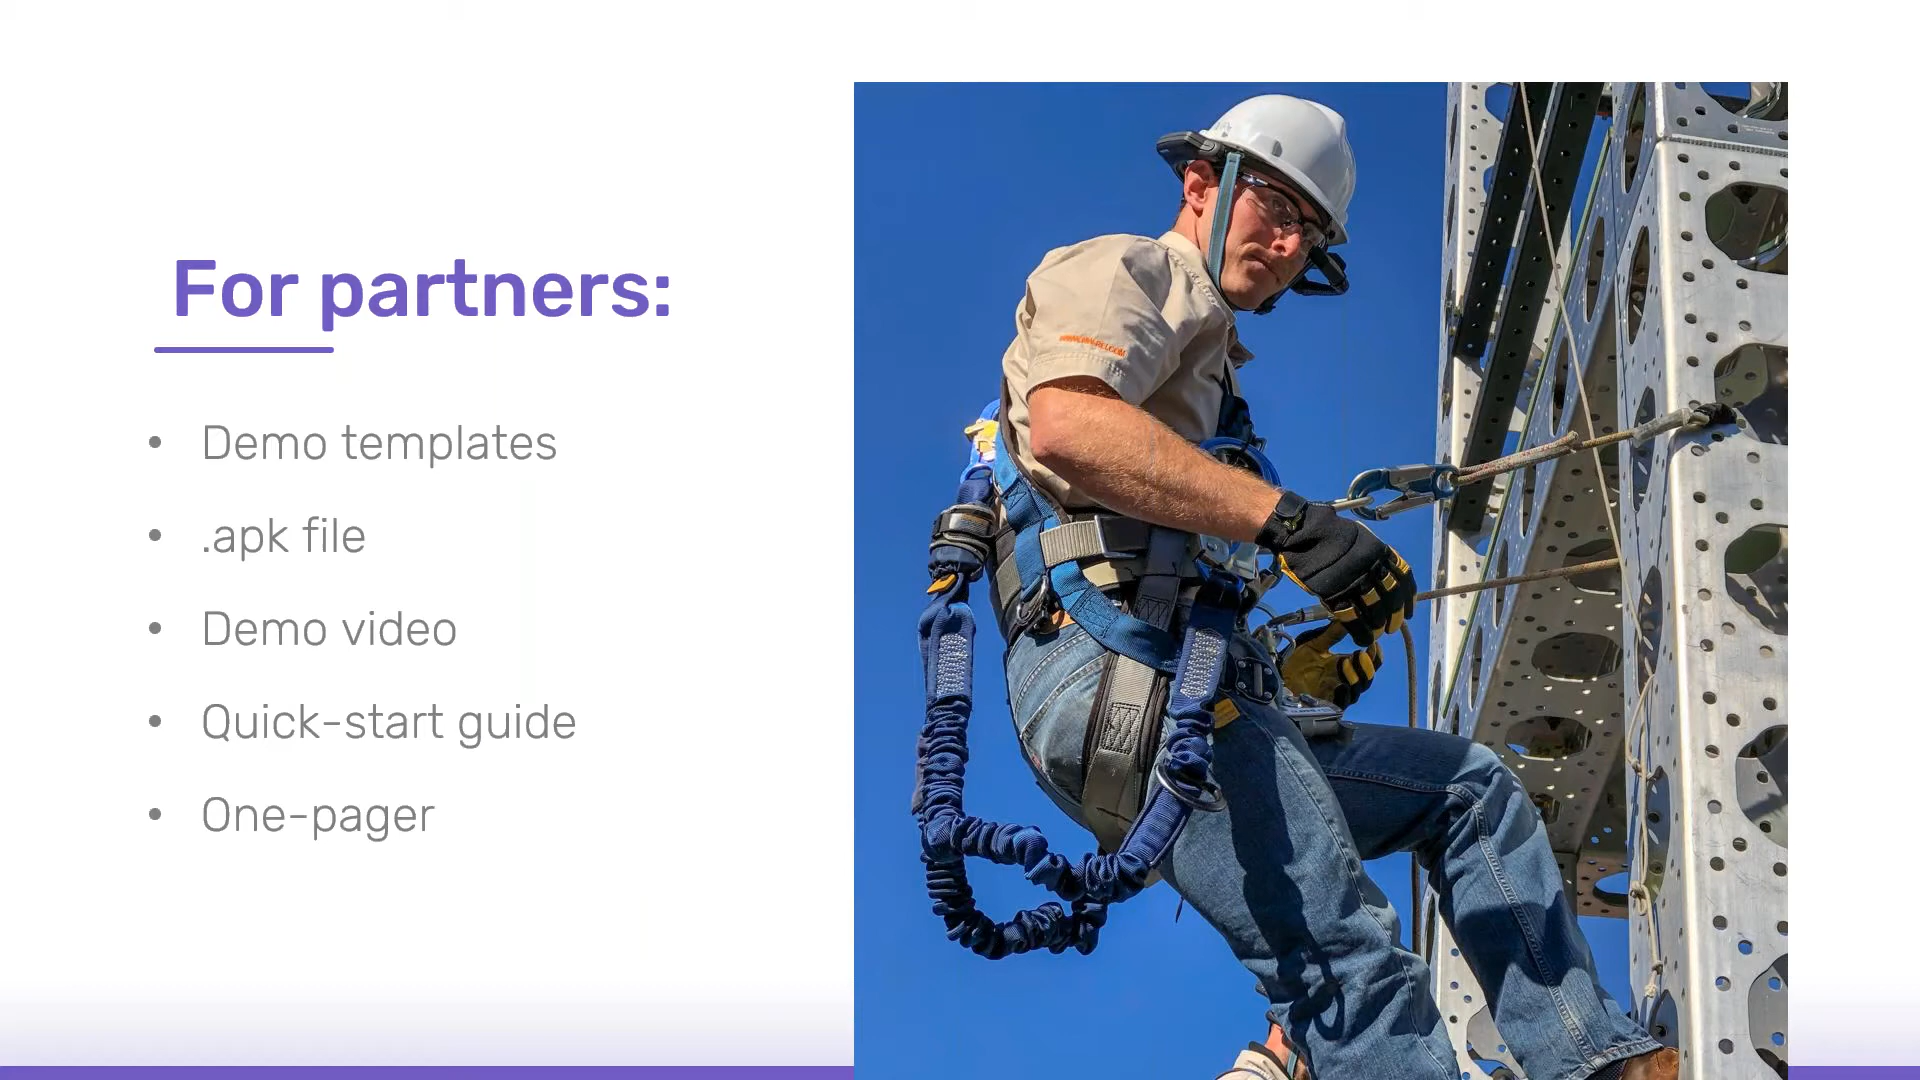 For partners:
• Demo templates
• .apk file
• Demo video
• Quick-start guide
• One-pager